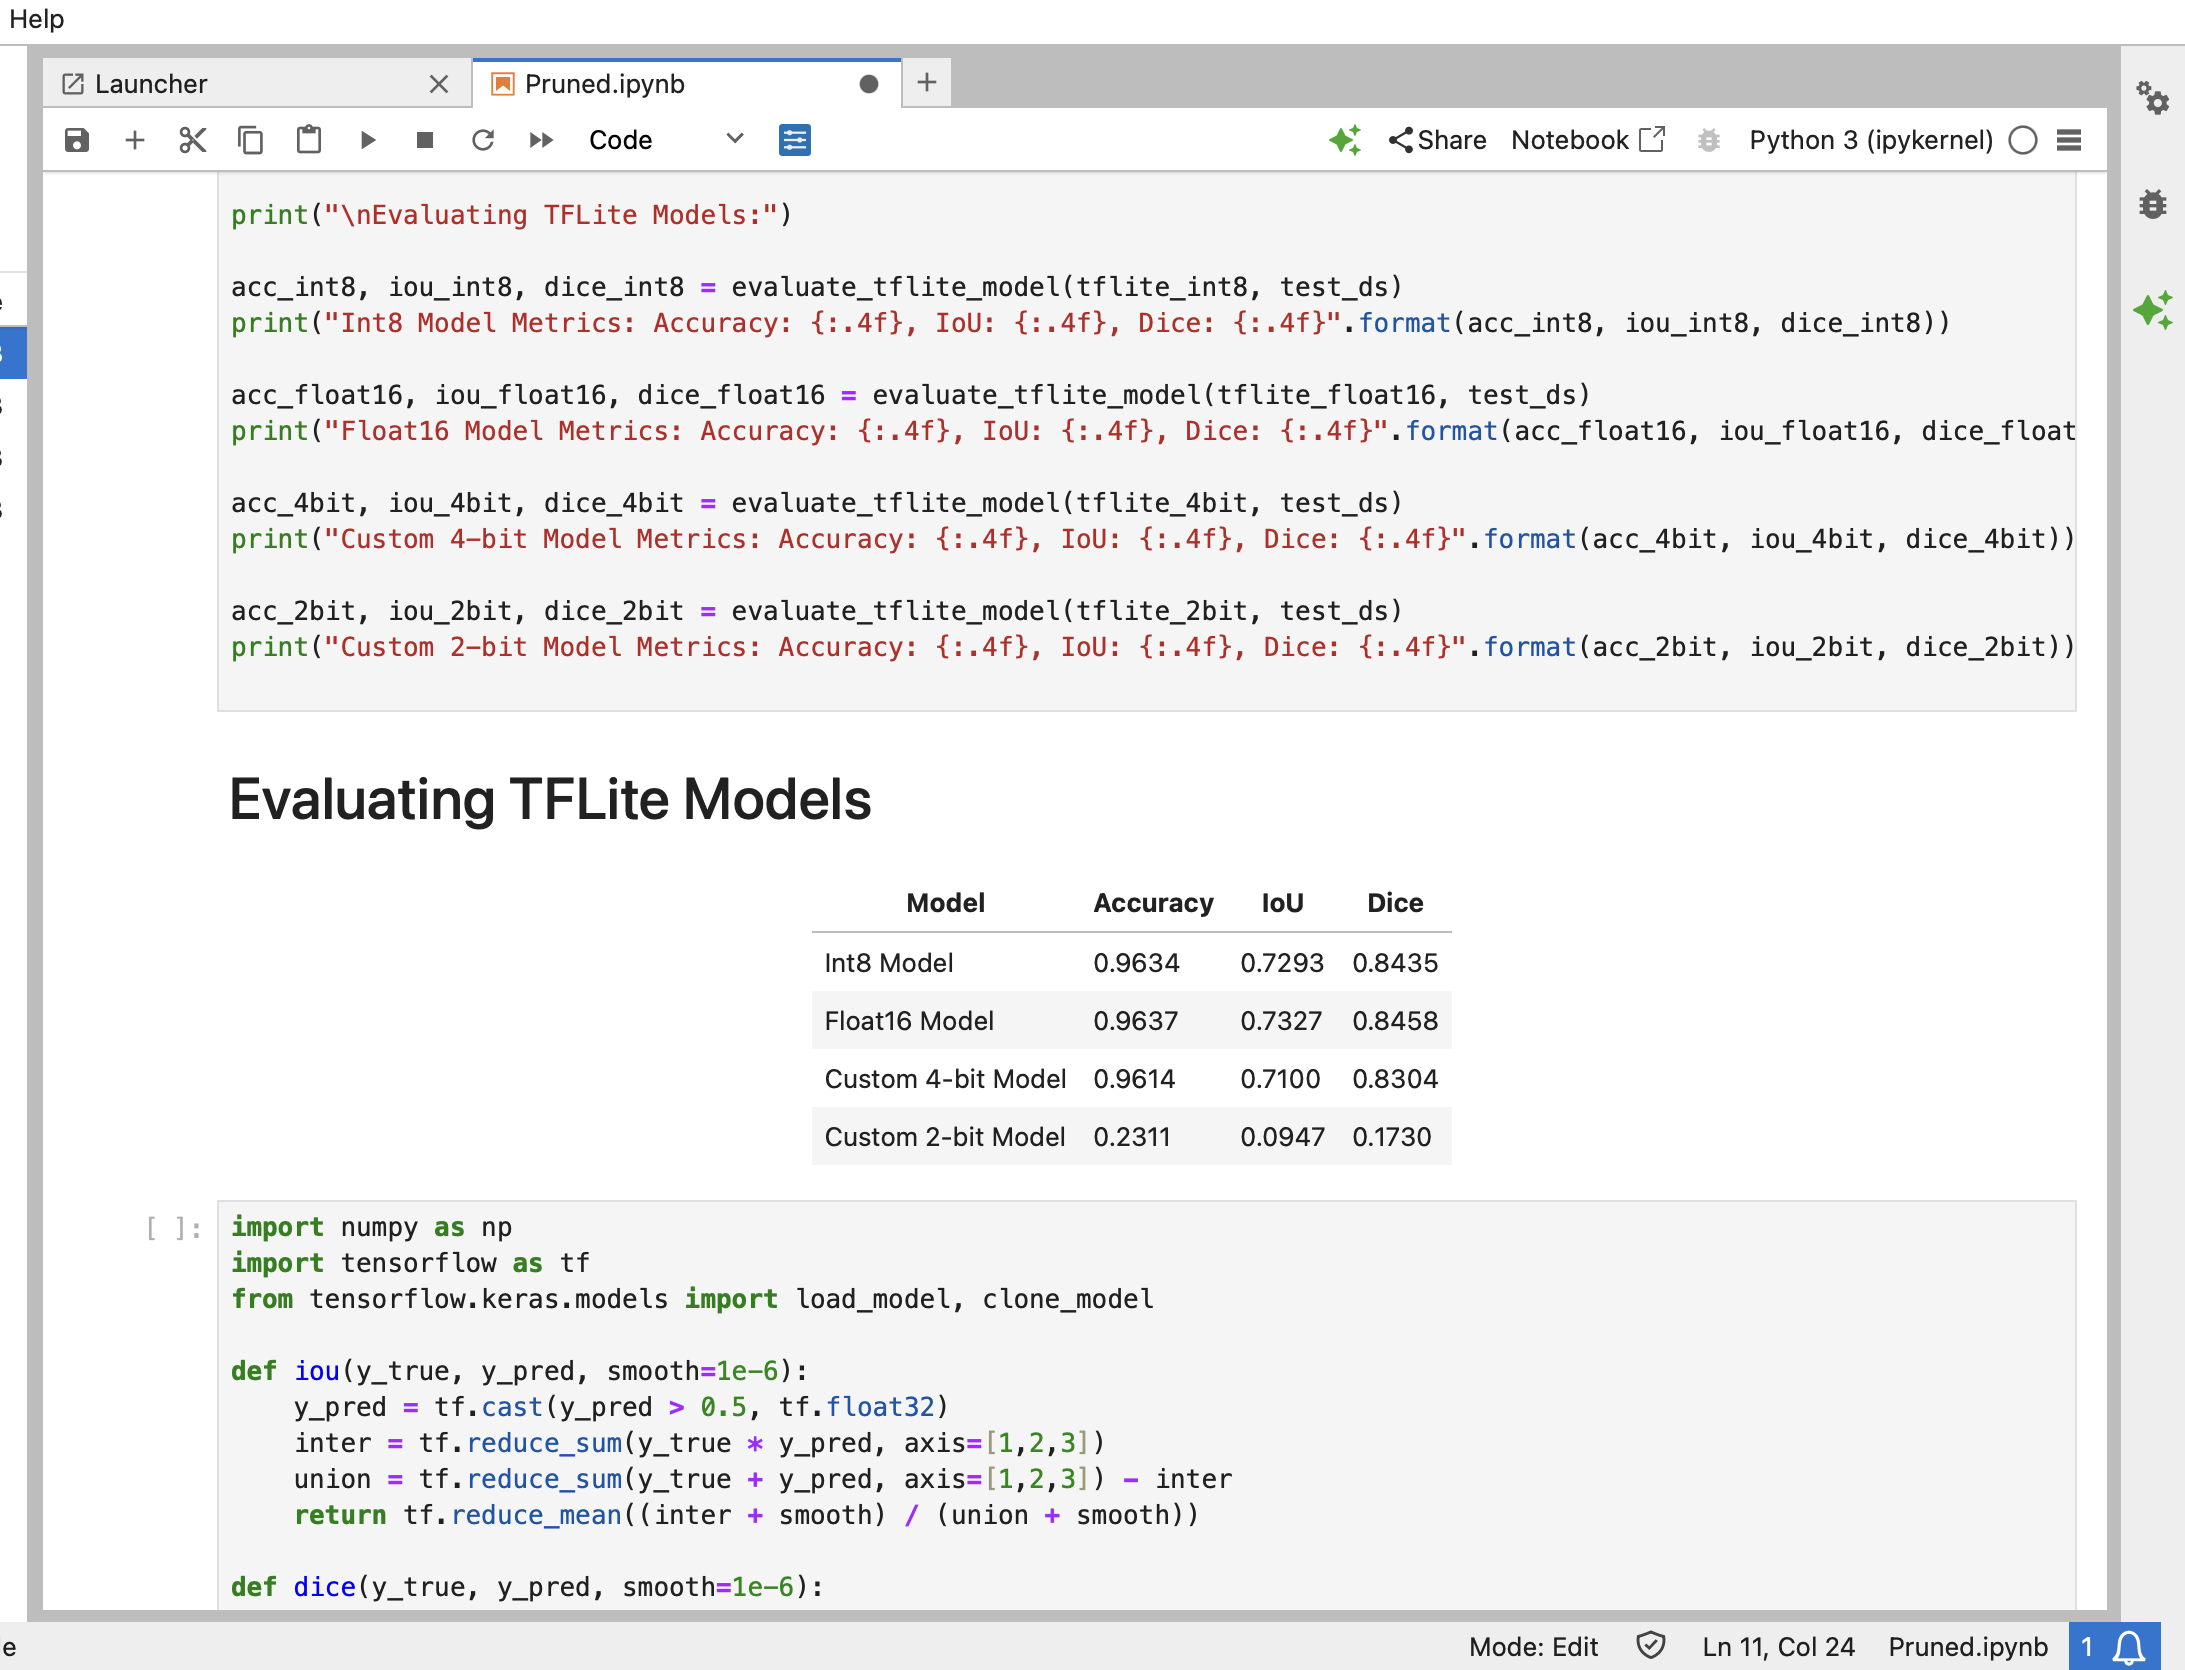 Help
Launcher
Pruned.ipynb
Code
Share
Notebook
Python 3 (ipykernel)
print("\nEvaluating TFLite Models:")
acc_int8, iou_int8, dice_int8 = evaluate_tflite_model(tflite_int8, test_ds)
print("Int8 Model Metrics: Accuracy: {:.4f}, IoU: {:.4f}, Dice: {:.4f}".format(acc_int8, iou_int8, dice_int8))
acc_float16, iou_float16, dice_float16 = evaluate_tflite_model(tflite_float16, test_ds)
print("Float16 Model Metrics: Accuracy: {:.4f}, IoU: {:.4f}, Dice: {:.4f}".format(acc_float16, iou_float16, dice_float
acc_4bit, iou_4bit, dice_4bit = evaluate_tflite_model(tflite_4bit, test_ds)
print("Custom 4-bit Model Metrics: Accuracy: {:.4f}, IoU: {:.4f}, Dice: {:.4f}".format(acc_4bit, iou_4bit, dice_4bit))
acc_2bit, iou_2bit, dice_2bit = evaluate_tflite_model(tflite_2bit, test_ds)
print("Custom 2-bit Model Metrics: Accuracy: {:.4f}, IoU: {:.4f}, Dice: {:.4f}".format(acc_2bit, iou_2bit, dice_2bit))
Evaluating TFLite Models
Model Accuracy IoU Dice
Int8 Model 0.9634 0.7293 0.8435
Float16 Model 0.9637 0.7327 0.8458
Custom 4-bit Model 0.9614 0.7100 0.8304
Custom 2-bit Model 0.2311 0.0947 0.1730
[ ]:
import numpy as np
import tensorflow as tf
from tensorflow.keras.models import load_model, clone_model
def iou(y_true, y_pred, smooth=1e-6):
    y_pred = tf.cast(y_pred > 0.5, tf.float32)
    inter = tf.reduce_sum(y_true * y_pred, axis=[1,2,3])
    union = tf.reduce_sum(y_true + y_pred, axis=[1,2,3]) - inter
    return tf.reduce_mean((inter + smooth) / (union + smooth))
def dice(y_true, y_pred, smooth=1e-6):
Mode: Edit
Ln 11, Col 24
Pruned.ipynb
1